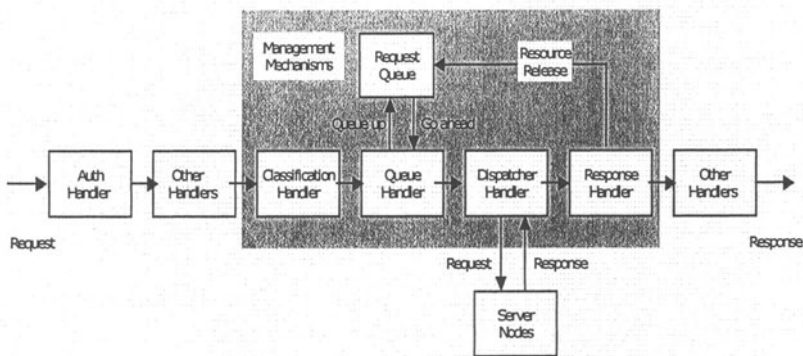 Management
Mechanisms
Request
Queue
Resource
Release
Queue up
Go ahead
Auth
Handler
Other
Handlers
Classification
Handler
Queue
Handler
Dispatcher
Handler
Response
Handler
Other
Handlers
Request
Response
Request
Response
Server
Nodes